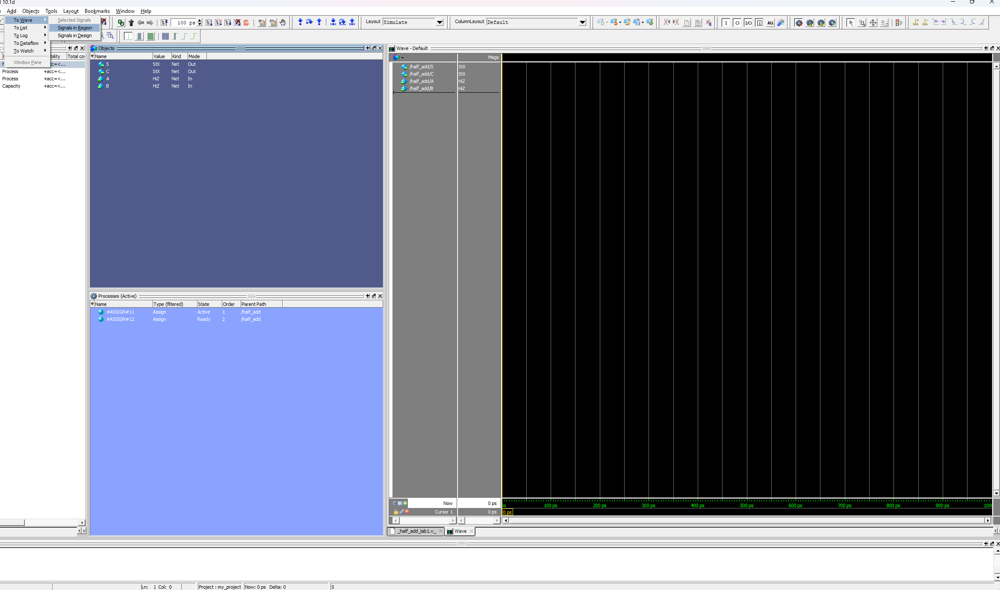 10.1d
Add Objects Tools Layout Bookmarks Window Help
To Wave
To List
To Log
To Dataflow
To Watch
Window Pane
Selected Signals
Signals in Region
Signals in Design
100 ps
Layout Simulate
ColumnLayout Default
I O I/O i ALL
bility Total cov
cc=<...
Process +acc=<...
Process +acc=<...
Capacity +acc=<...
Objects
Name Value Kind Mode
S StX Net Out
C StX Net Out
A HiZ Net In
B HiZ Net In
Processes (Active)
Name Type (filtered) State Order Parent Path
#ASSIGN#11 Assign Active 1 /half_add
#ASSIGN#12 Assign Ready 2 /half_add
Wave - Default
Msgs
/half_add/S StX
/half_add/C StX
/half_add/A HiZ
/half_add/B HiZ
Now 0 ps
ps 100 ps 200 ps 300 ps 400 ps 500 ps 600 ps 700 ps 800 ps 900 ps 100
Cursor 1 0 ps 0 ps
_half_add_lab1.v_ Wave
Ln: 1 Col: 0 Project : my_project Now: 0 ps Delta: 0 S